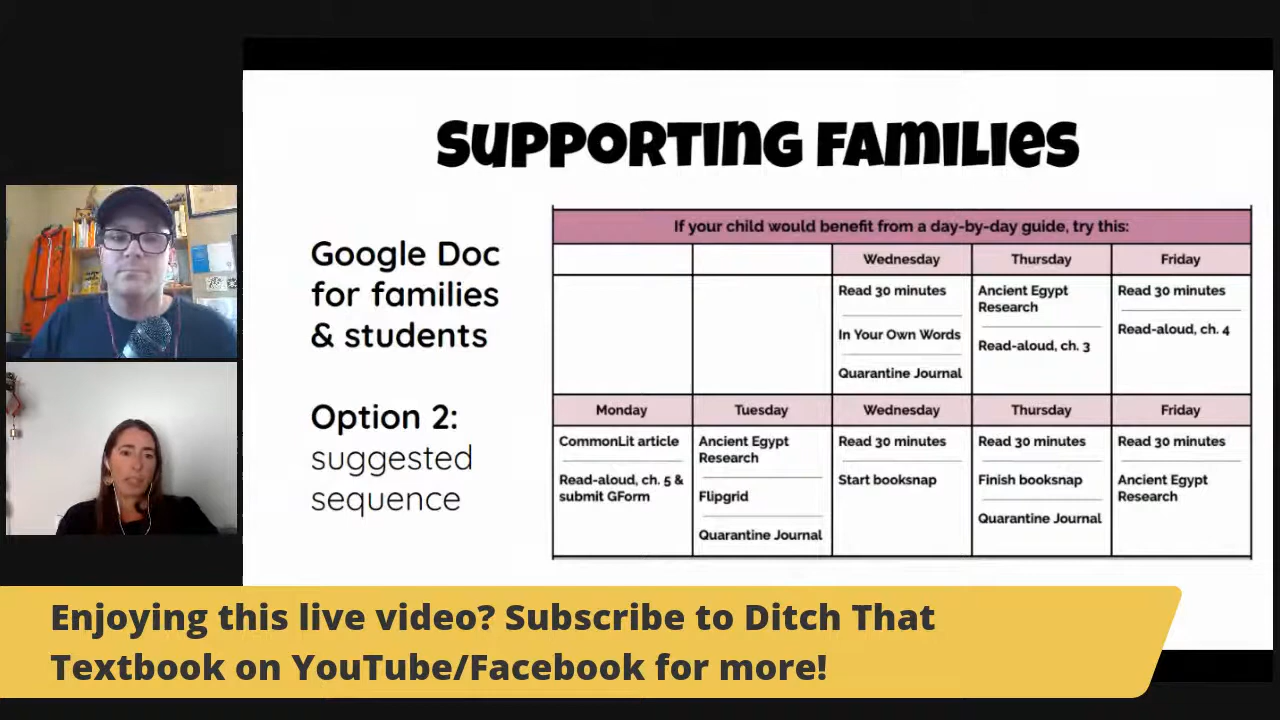 Supporting Families
Google Doc
for families
& students
Option 2:
suggested
sequence
If your child would benefit from a day-by-day guide, try this:
Wednesday
Thursday
Friday
Read 30 minutes
In Your Own Words
Quarantine Journal
Ancient Egypt
Research
Read-aloud, ch. 3
Read 30 minutes
Read-aloud, ch. 4
Monday
Tuesday
Wednesday
Thursday
Friday
CommonLit article
Read-aloud, ch. 5 &
submit GForm
Ancient Egypt
Research
Flipgrid
Quarantine Journal
Read 30 minutes
Start booksnap
Read 30 minutes
Finish booksnap
Quarantine Journal
Read 30 minutes
Ancient Egypt
Research
Enjoying this live video? Subscribe to Ditch That
Textbook on YouTube/Facebook for more!